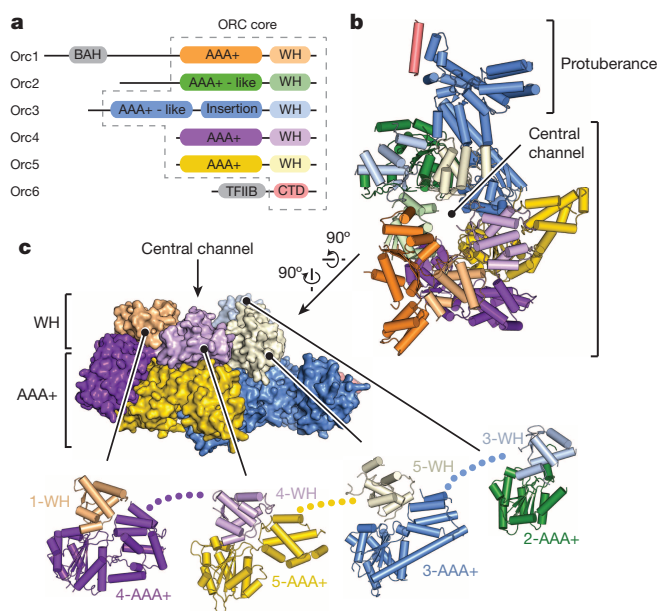 a
ORC core
Orc1
BAH
AAA+
WH
Orc2
AAA+ - like
WH
Orc3
AAA+ - like
Insertion
WH
Orc4
AAA+
WH
Orc5
AAA+
WH
Orc6
TFIIB
CTD
b
Protuberance
Central
channel
c
Central channel
90º
90º
WH
AAA+
1-WH
4-AAA+
4-WH
5-AAA+
5-WH
3-AAA+
3-WH
2-AAA+